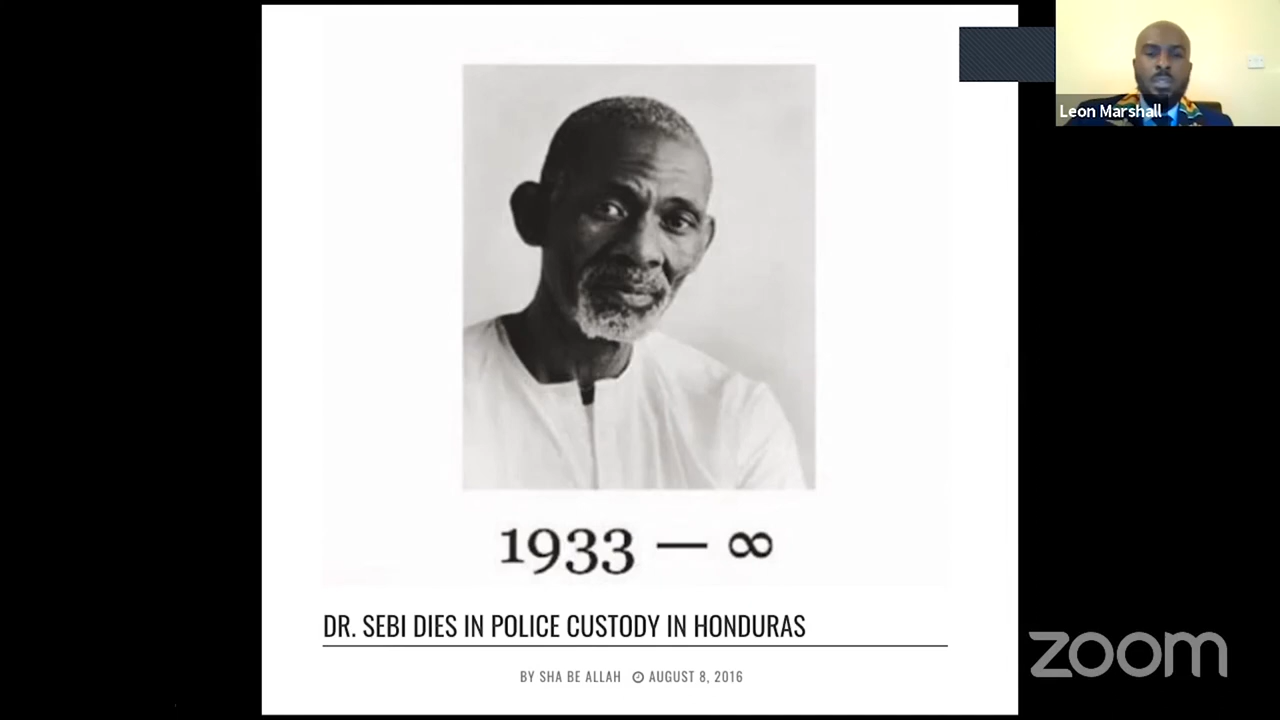 Leon Marshall
1933 — ∞
DR. SEBI DIES IN POLICE CUSTODY IN HONDURAS
BY SHA BE ALLAH AUGUST 8, 2016
zoom